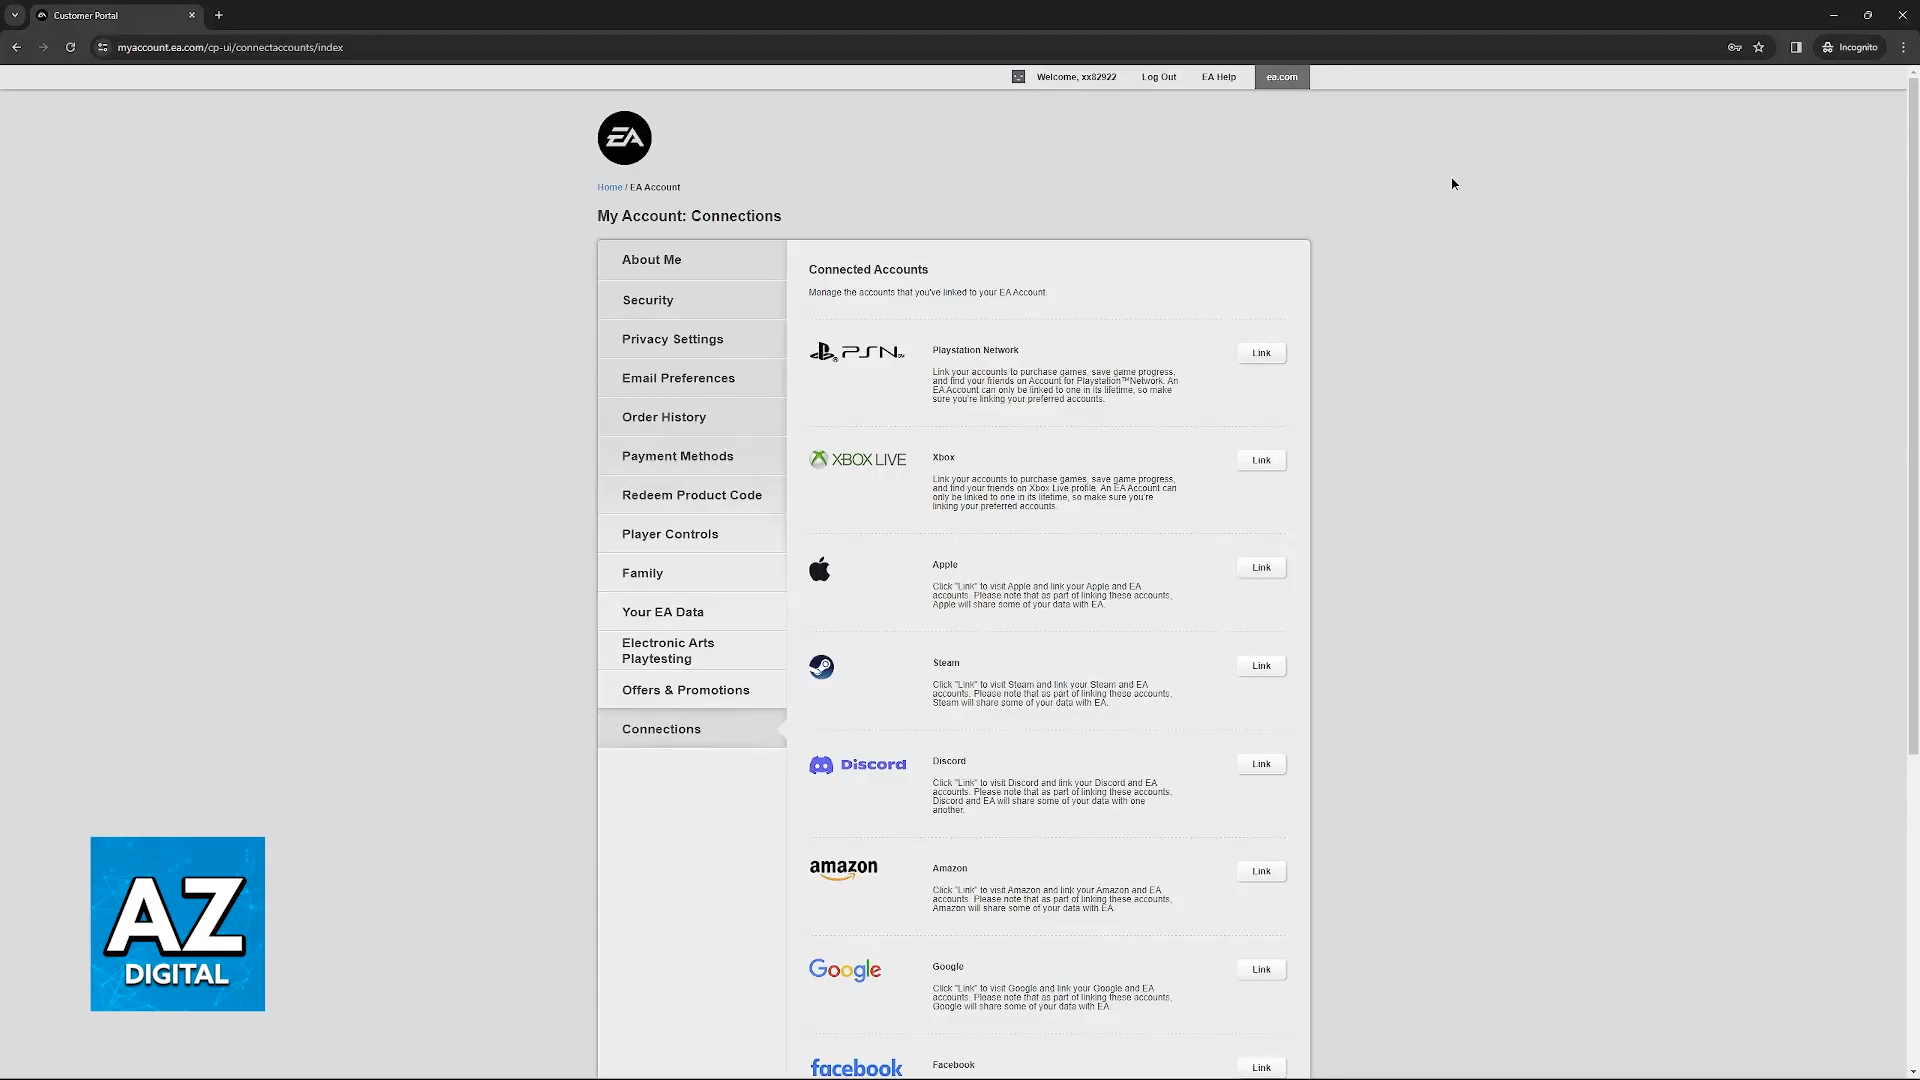 Customer Portal
myaccount.ea.com/cp-ui/connectaccounts/index
Incognito
Welcome, xx82922
Log Out
EA Help
ea.com
EA
Home / EA Account
My Account: Connections
About Me
Security
Privacy Settings
Email Preferences
Order History
Payment Methods
Redeem Product Code
Player Controls
Family
Your EA Data
Electronic Arts
Playtesting
Offers & Promotions
Connections
Connected Accounts
Manage the accounts that you've linked to your EA Account.
PSN
Playstation Network
Link
Link your accounts to purchase games, save game progress,
and find your friends on Account for Playstation™Network. An
EA Account can only be linked to one in its lifetime, so make
sure you're linking your preferred accounts.
XBOX LIVE
Xbox
Link
Link your accounts to purchase games, save game progress,
and find your friends on Xbox Live profile. An EA Account can
only be linked to one in its lifetime, so make sure you're
linking your preferred accounts.
Apple
Link
Click "Link" to visit Apple and link your Apple and EA
accounts. Please note that as part of linking these accounts,
Apple will share some of your data with EA.
Steam
Link
Click "Link" to visit Steam and link your Steam and EA
accounts. Please note that as part of linking these accounts,
Steam will share some of your data with EA.
Discord
Discord
Link
Click "Link" to visit Discord and link your Discord and EA
accounts. Please note that as part of linking these accounts,
Discord and EA will share some of your data with one
another.
amazon
Amazon
Link
Click "Link" to visit Amazon and link your Amazon and EA
accounts. Please note that as part of linking these accounts,
Amazon will share some of your data with EA.
Google
Google
Link
Click "Link" to visit Google and link your Google and EA
accounts. Please note that as part of linking these accounts,
Google will share some of your data with EA.
facebook
Facebook
Link
AZ
DIGITAL